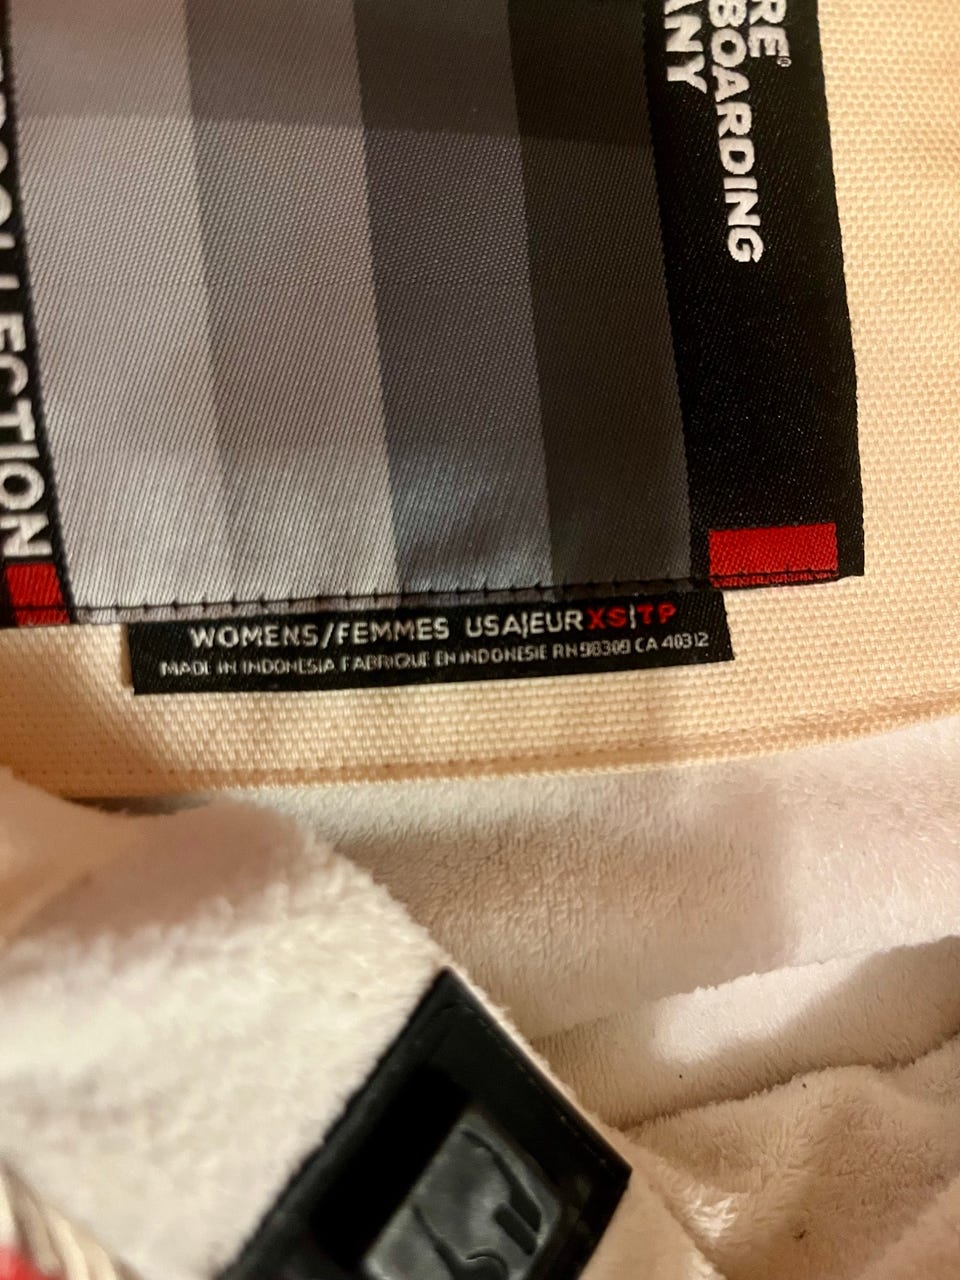 RE®
BOARDING
ANY
LLECTION
WOMENS/FEMMES USA|EUR XS|TP
MADE IN INDONESIA FABRIQUE EN INDONESIE RN 98309 CA 40312